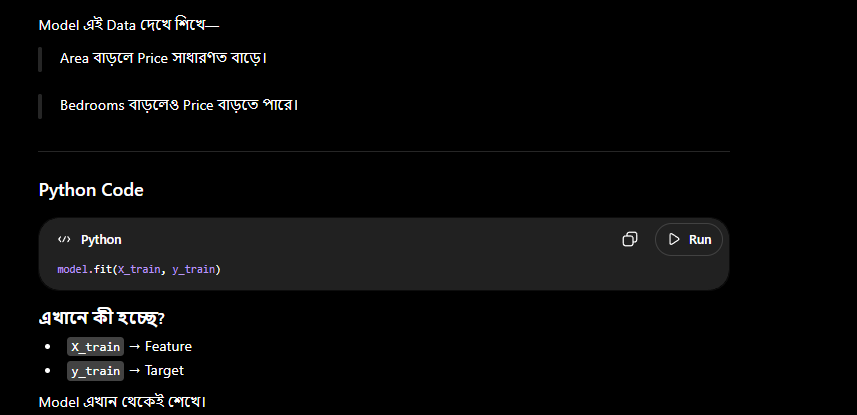 Model এই Data দেখে শিখে—
Area বাড়লে Price সাধারণত বাড়ে।
Bedrooms বাড়লেও Price বাড়তে পারে।
Python Code
</> Python Run
model.fit(X_train, y_train)
এখানে কী হচ্ছে?
• X_train → Feature
• y_train → Target
Model এখান থেকেই শেখে।